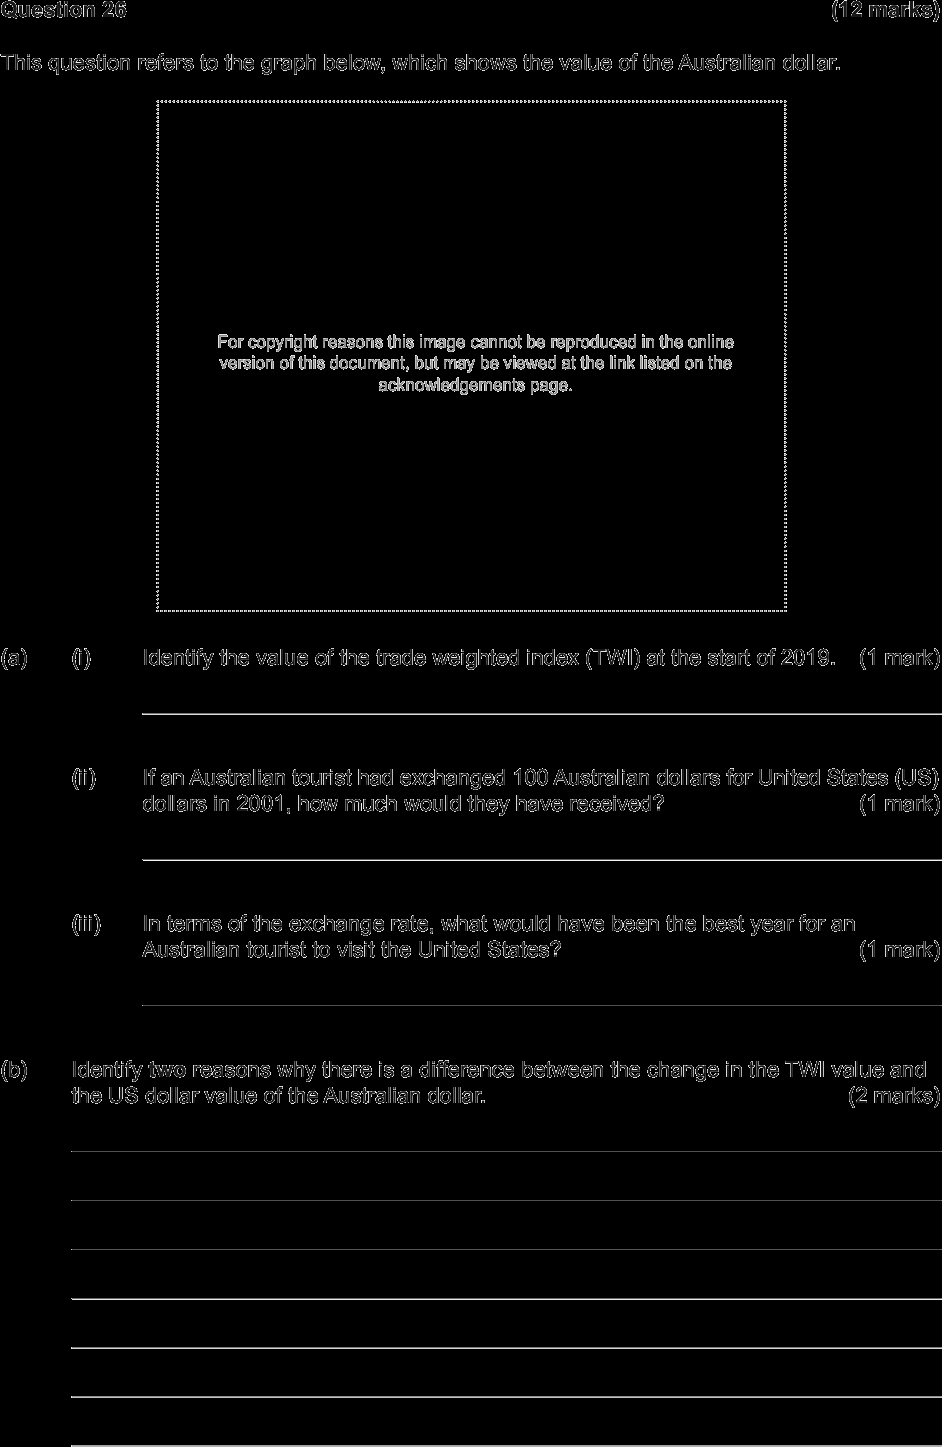 Question 26 (12 marks)
This question refers to the graph below, which shows the value of the Australian dollar.
For copyright reasons this image cannot be reproduced in the online
version of this document, but may be viewed at the link listed on the
acknowledgements page.
(a) (i) Identify the value of the trade weighted index (TWI) at the start of 2019. (1 mark)
(ii) If an Australian tourist had exchanged 100 Australian dollars for United States (US)
dollars in 2001, how much would they have received? (1 mark)
(iii) In terms of the exchange rate, what would have been the best year for an
Australian tourist to visit the United States? (1 mark)
(b) Identify two reasons why there is a difference between the change in the TWI value and
the US dollar value of the Australian dollar. (2 marks)